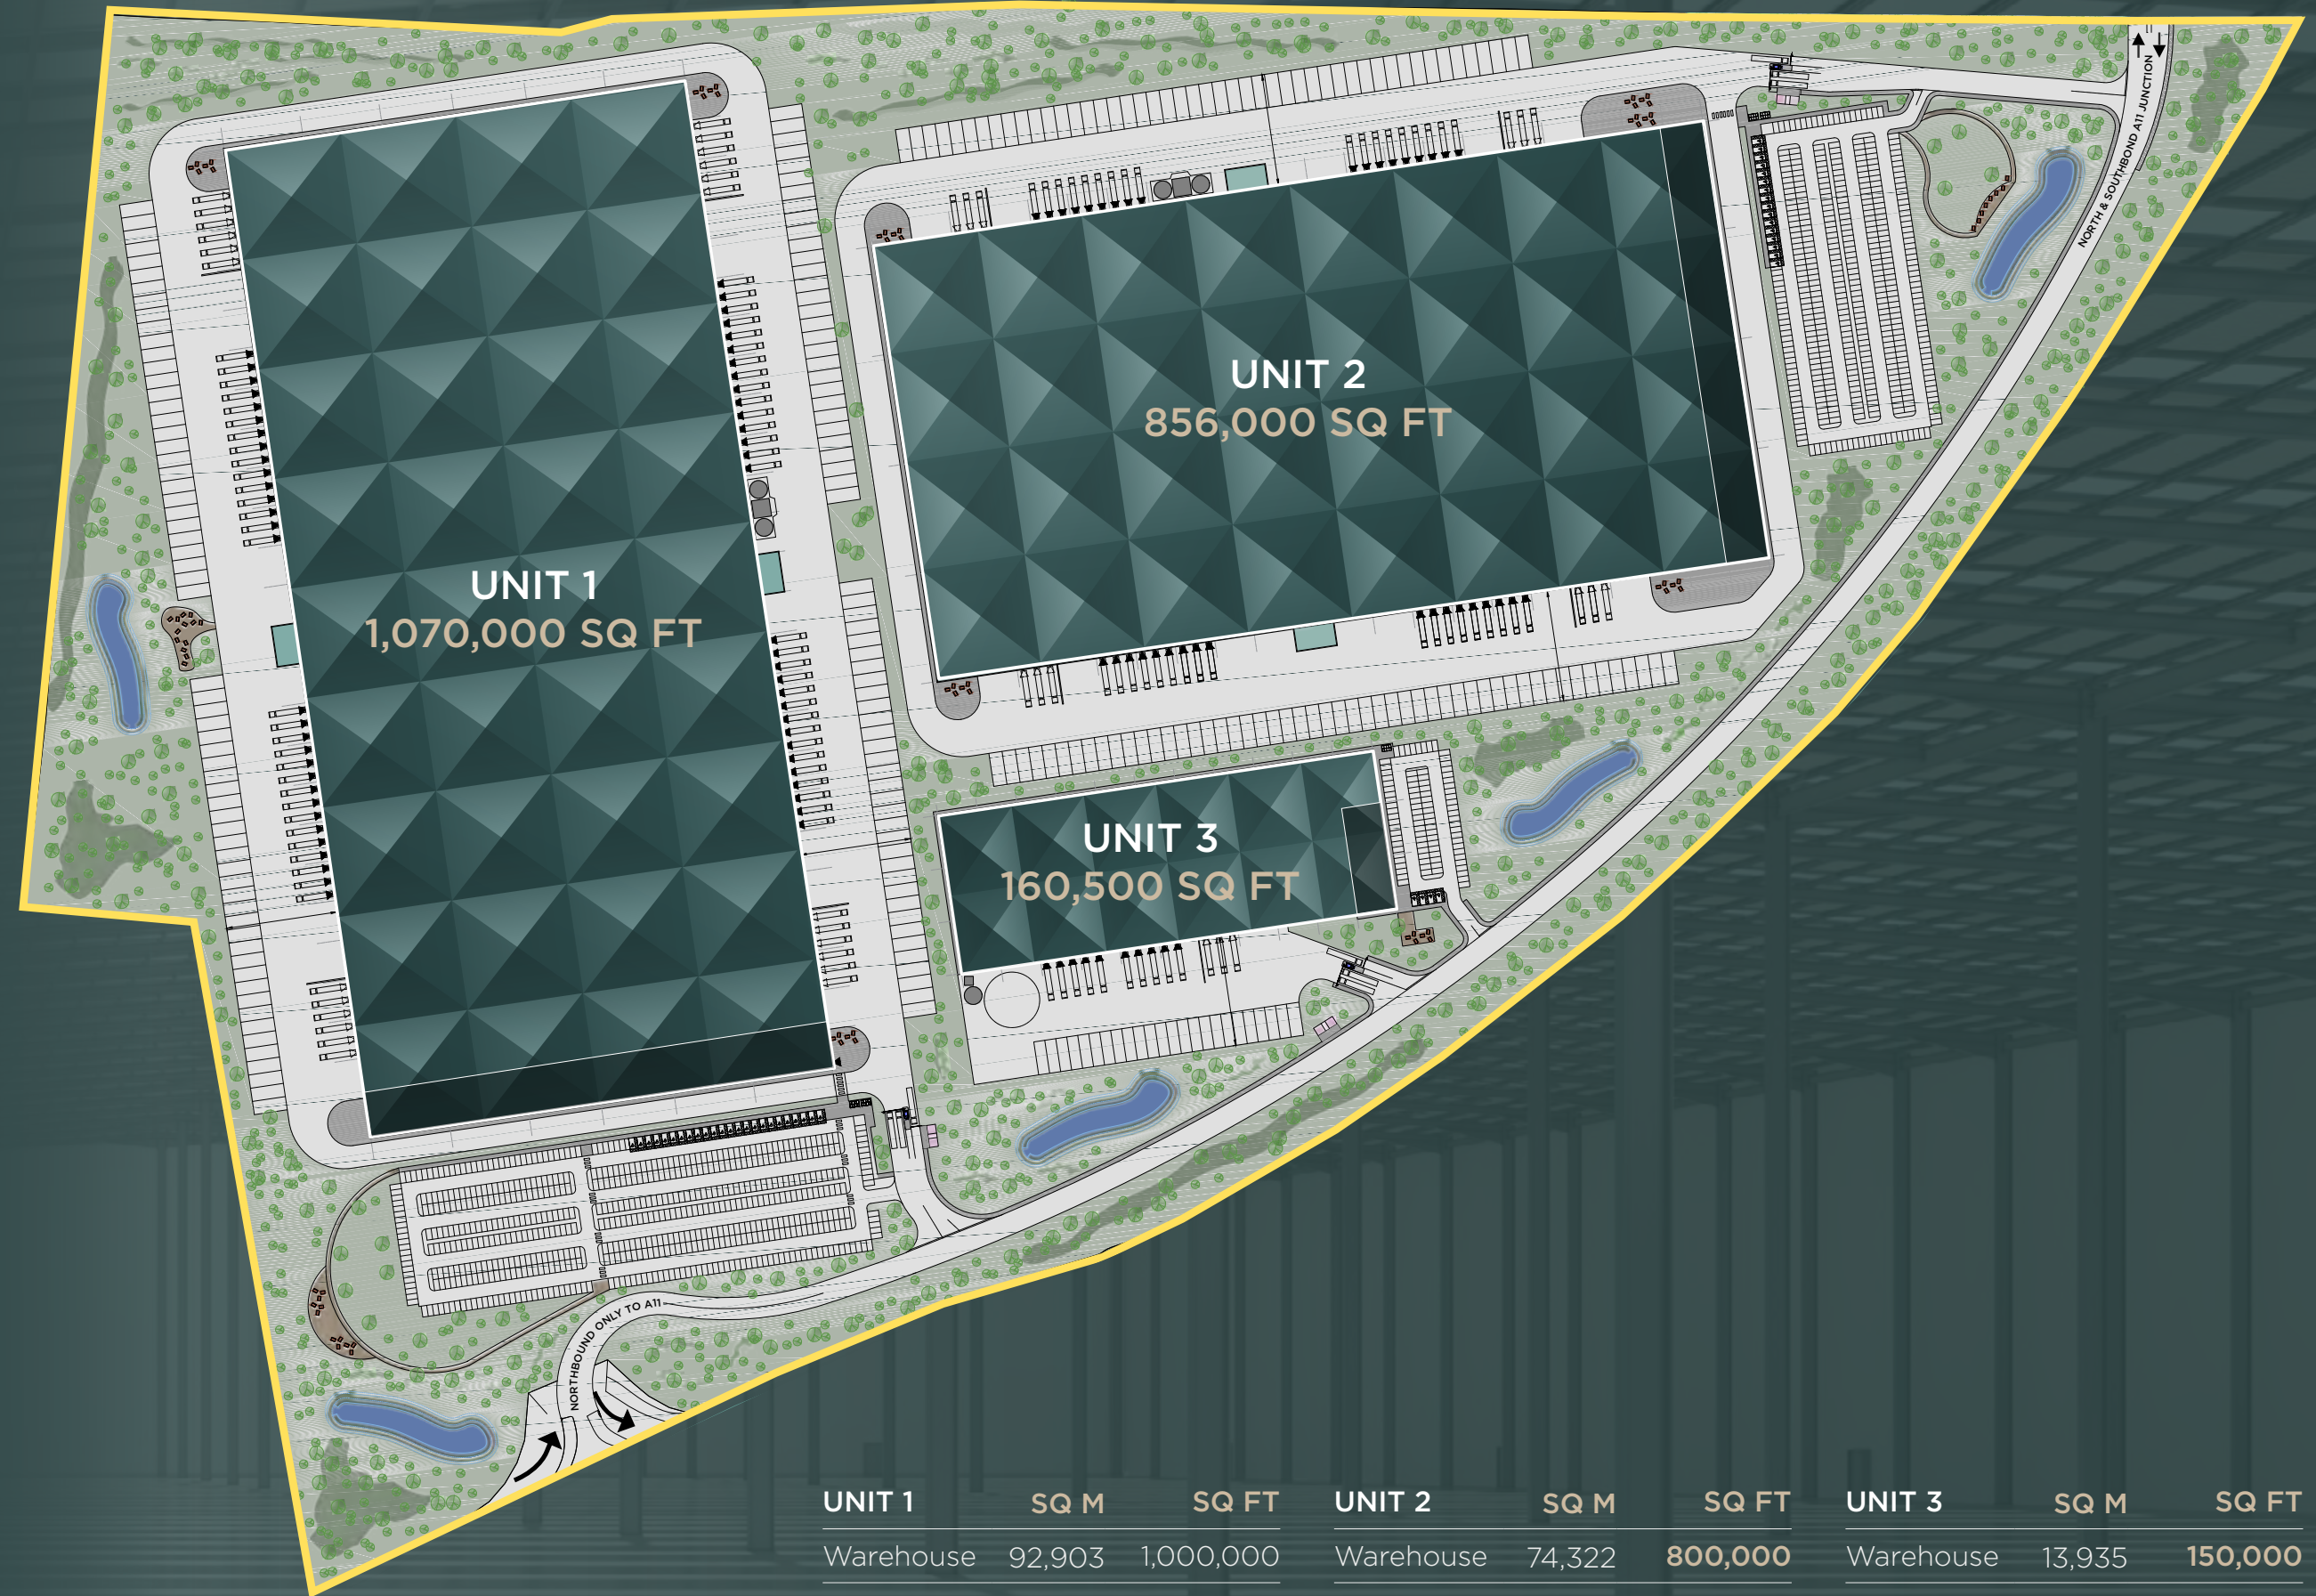 NORTH & SOUTHBOND A11 JUNCTION
UNIT 2
856,000 SQ FT
UNIT 1
1,070,000 SQ FT
UNIT 3
160,500 SQ FT
NORTHBOUND ONLY TO A11
UNIT 1 SQ M SQ FT
Warehouse 92,903 1,000,000
UNIT 2 SQ M SQ FT
Warehouse 74,322 800,000
UNIT 3 SQ M SQ FT
Warehouse 13,935 150,000